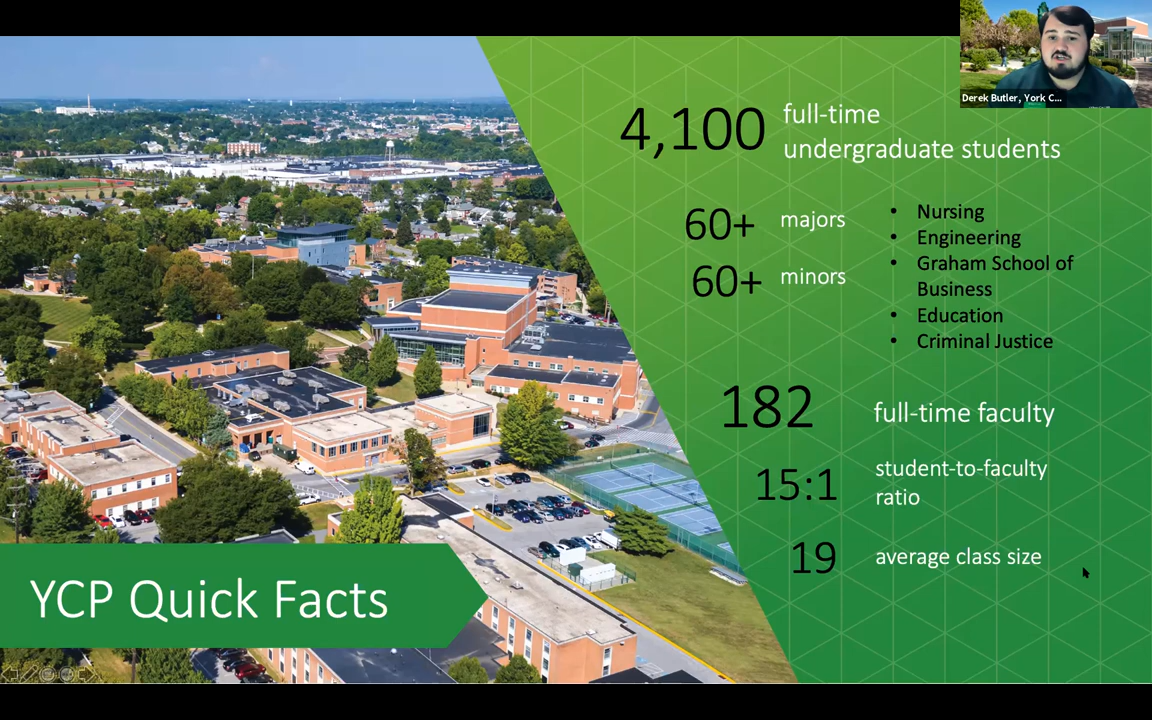 Derek Butler, York C...
4,100
full-time
undergraduate students
60+ majors
60+ minors
• Nursing
• Engineering
• Graham School of
Business
• Education
• Criminal Justice
182 full-time faculty
15:1 student-to-faculty
ratio
19 average class size
YCP Quick Facts